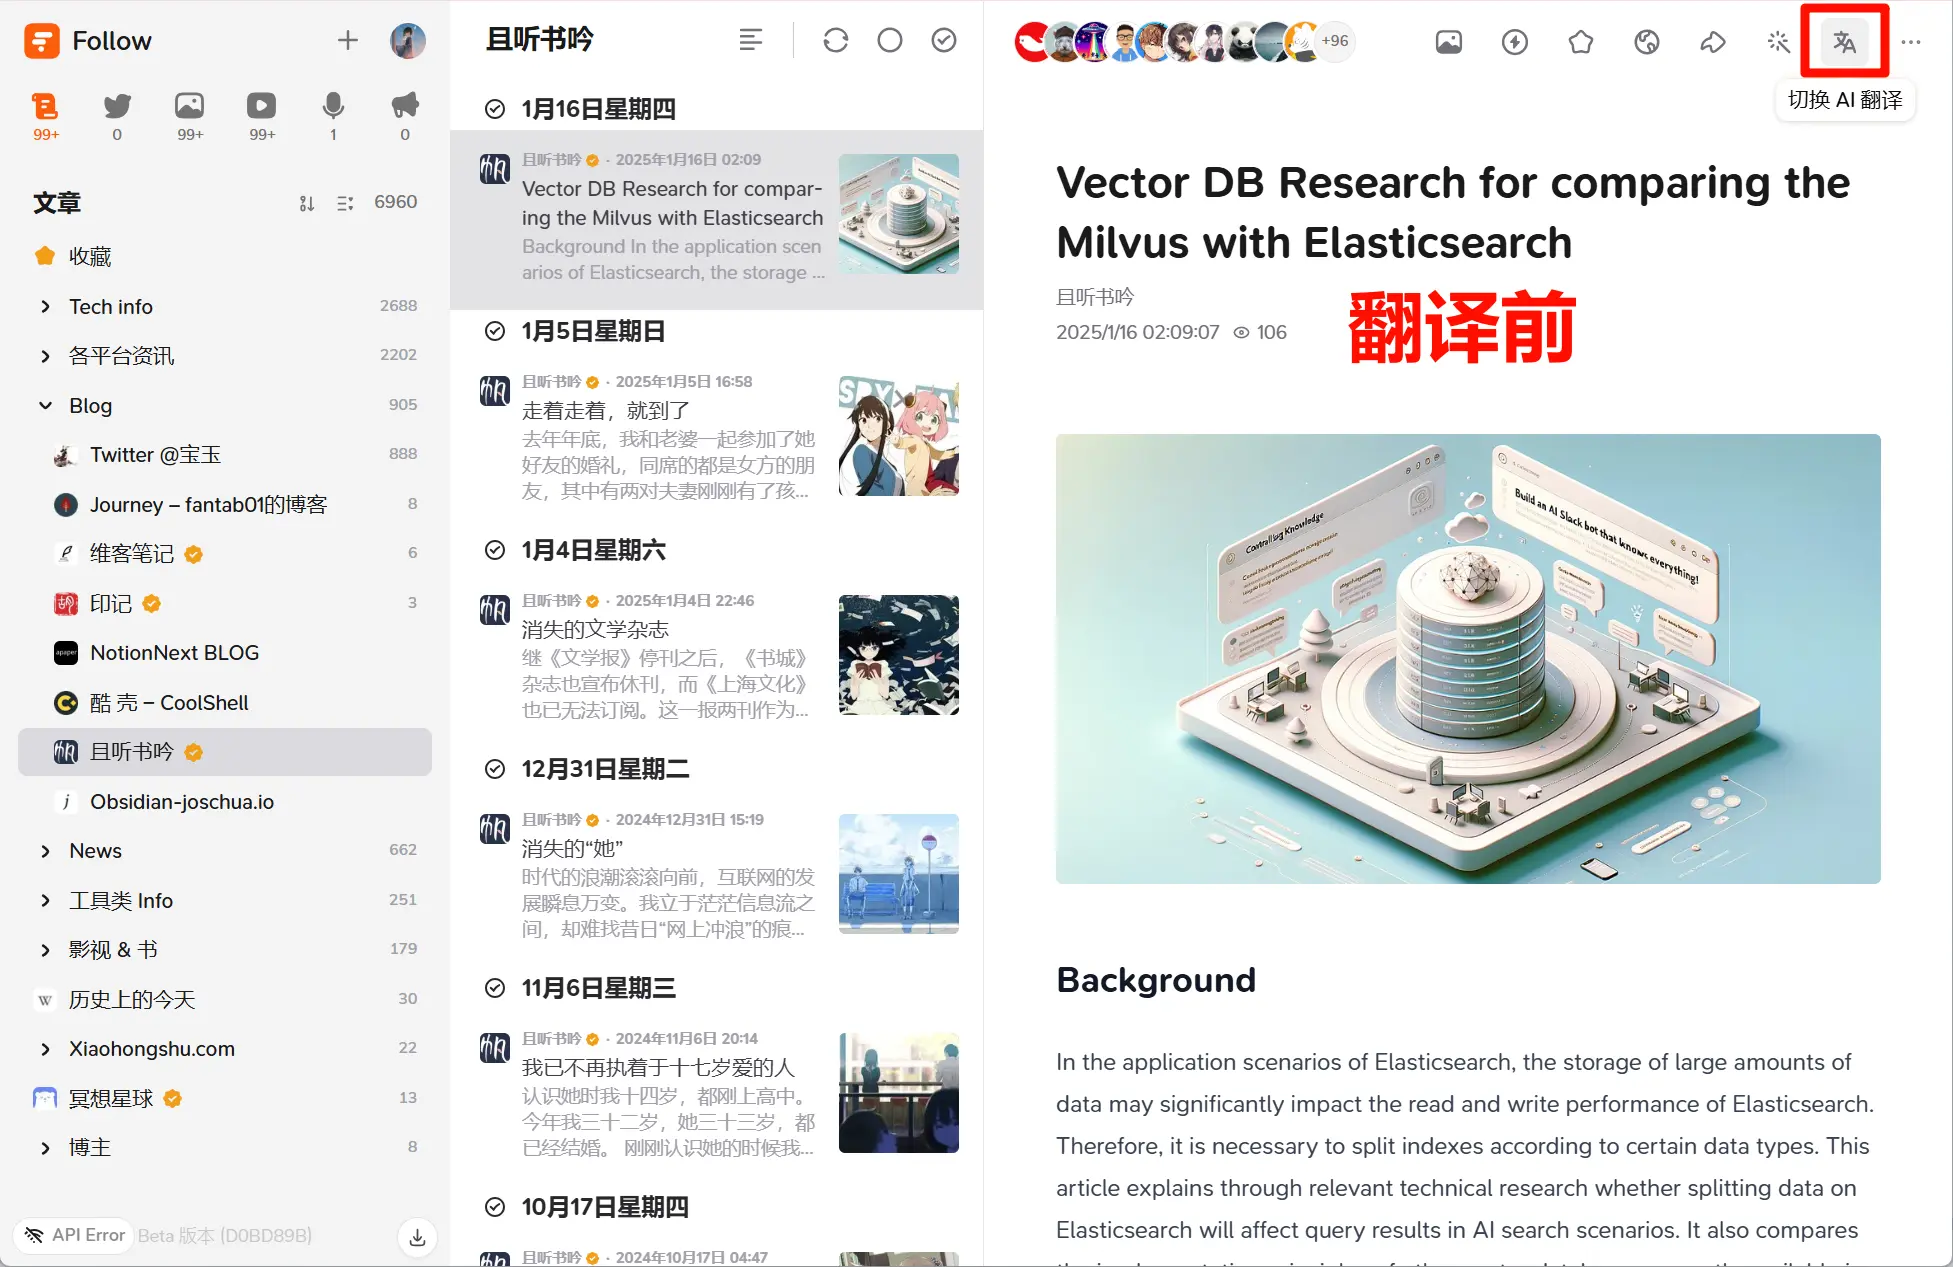 Follow
99+
0
99+
99+
1
0
文章
6960
收藏
Tech info 2688
各平台资讯 2202
Blog 905
Twitter @宝玉 888
Journey – fantab01的博客 8
维客笔记 6
印记 3
NotionNext BLOG
酷 壳 – CoolShell
且听书吟
Obsidian-joschua.io
News 662
工具类 Info 251
影视 & 书 179
历史上的今天 30
Xiaohongshu.com 22
冥想星球 13
博主 8
API Error Beta 版本 (D0BD89B)
且听书吟
1月16日星期四
且听书吟 · 2025年1月16日 02:09
Vector DB Research for compar-
ing the Milvus with Elasticsearch
Background In the application scen
arios of Elasticsearch, the storage ...
1月5日星期日
且听书吟 · 2025年1月5日 16:58
走着走着，就到了
去年年底，我和老婆一起参加了她
好友的婚礼，同席的都是女方的朋
友，其中有两对夫妻刚刚有了孩...
1月4日星期六
且听书吟 · 2025年1月4日 22:46
消失的文学杂志
继《文学报》停刊之后，《书城》
杂志也宣布休刊，而《上海文化》
也已无法订阅。这一报两刊作为...
12月31日星期二
且听书吟 · 2024年12月31日 15:19
消失的“她”
时代的浪潮滚滚向前，互联网的发
展瞬息万变。我立于茫茫信息流之
间，却难找昔日“网上冲浪”的痕...
11月6日星期三
且听书吟 · 2024年11月6日 20:14
我已不再执着于十七岁爱的人
认识她时我十四岁，都刚上高中。
今年我三十二岁，她三十三岁，都
已经结婚。 刚刚认识她的时候我...
10月17日星期四
且听书吟 · 2024年10月17日 04:47
+96
切换 AI 翻译
Vector DB Research for comparing the
Milvus with Elasticsearch
且听书吟
2025/1/16 02:09:07 106
翻译前
Build an AI Slack bot that knows everything!
Background
In the application scenarios of Elasticsearch, the storage of large amounts of
data may significantly impact the read and write performance of Elasticsearch.
Therefore, it is necessary to split indexes according to certain data types. This
article explains through relevant technical research whether splitting data on
Elasticsearch will affect query results in AI search scenarios. It also compares